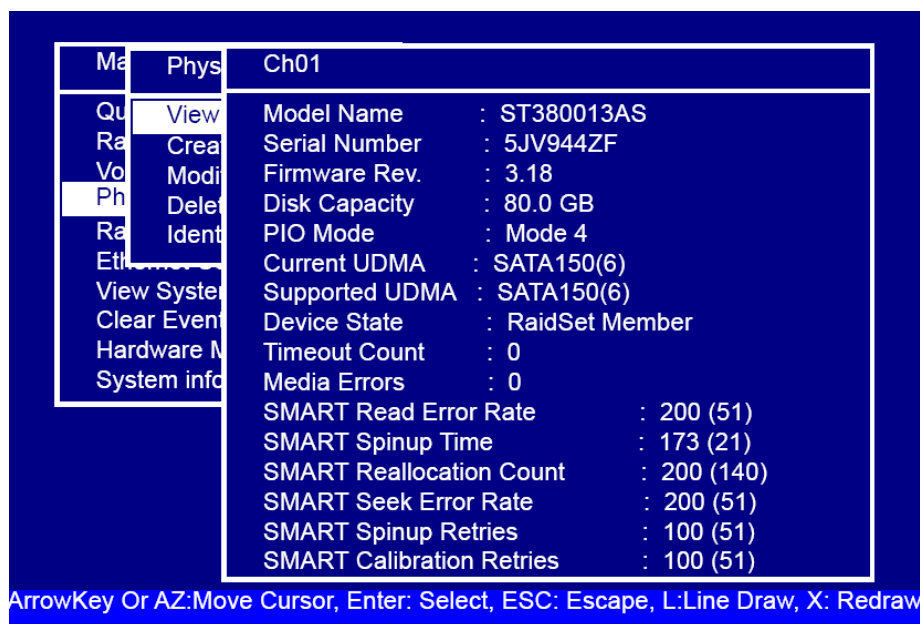 Ma
Phys
Ch01
Qu
Ra
Vo
Ph
Ra
View System
Clear Event
Hardware M
System info
View
Creat
Modi
Delet
Ident
Model Name : ST380013AS
Serial Number : 5JV944ZF
Firmware Rev. : 3.18
Disk Capacity : 80.0 GB
PIO Mode : Mode 4
Current UDMA : SATA150(6)
Supported UDMA : SATA150(6)
Device State : RaidSet Member
Timeout Count : 0
Media Errors : 0
SMART Read Error Rate : 200 (51)
SMART Spinup Time : 173 (21)
SMART Reallocation Count : 200 (140)
SMART Seek Error Rate : 200 (51)
SMART Spinup Retries : 100 (51)
SMART Calibration Retries : 100 (51)
ArrowKey Or AZ:Move Cursor, Enter: Select, ESC: Escape, L:Line Draw, X: Redraw